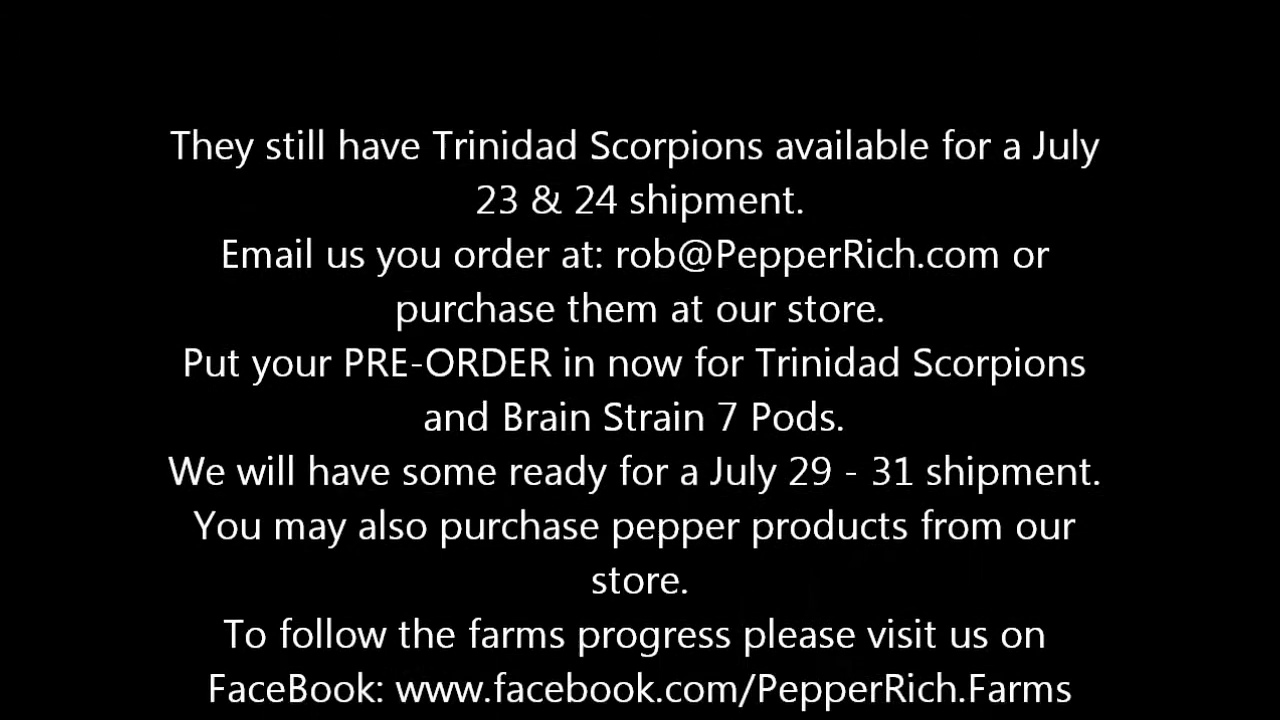 They still have Trinidad Scorpions available for a July
23 & 24 shipment.
Email us you order at: rob@PepperRich.com or
purchase them at our store.
Put your PRE-ORDER in now for Trinidad Scorpions
and Brain Strain 7 Pods.
We will have some ready for a July 29 - 31 shipment.
You may also purchase pepper products from our
store.
To follow the farms progress please visit us on
FaceBook: www.facebook.com/PepperRich.Farms